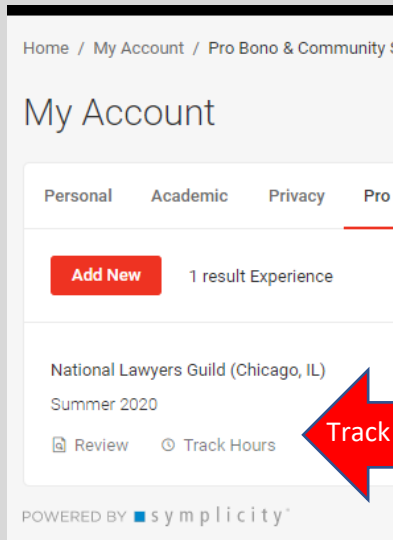 Home / My Account / Pro Bono & Community S
My Account
Personal Academic Privacy Pro
Add New 1 result Experience
National Lawyers Guild (Chicago, IL)
Summer 2020
Review Track Hours
Track
POWERED BY symplicity